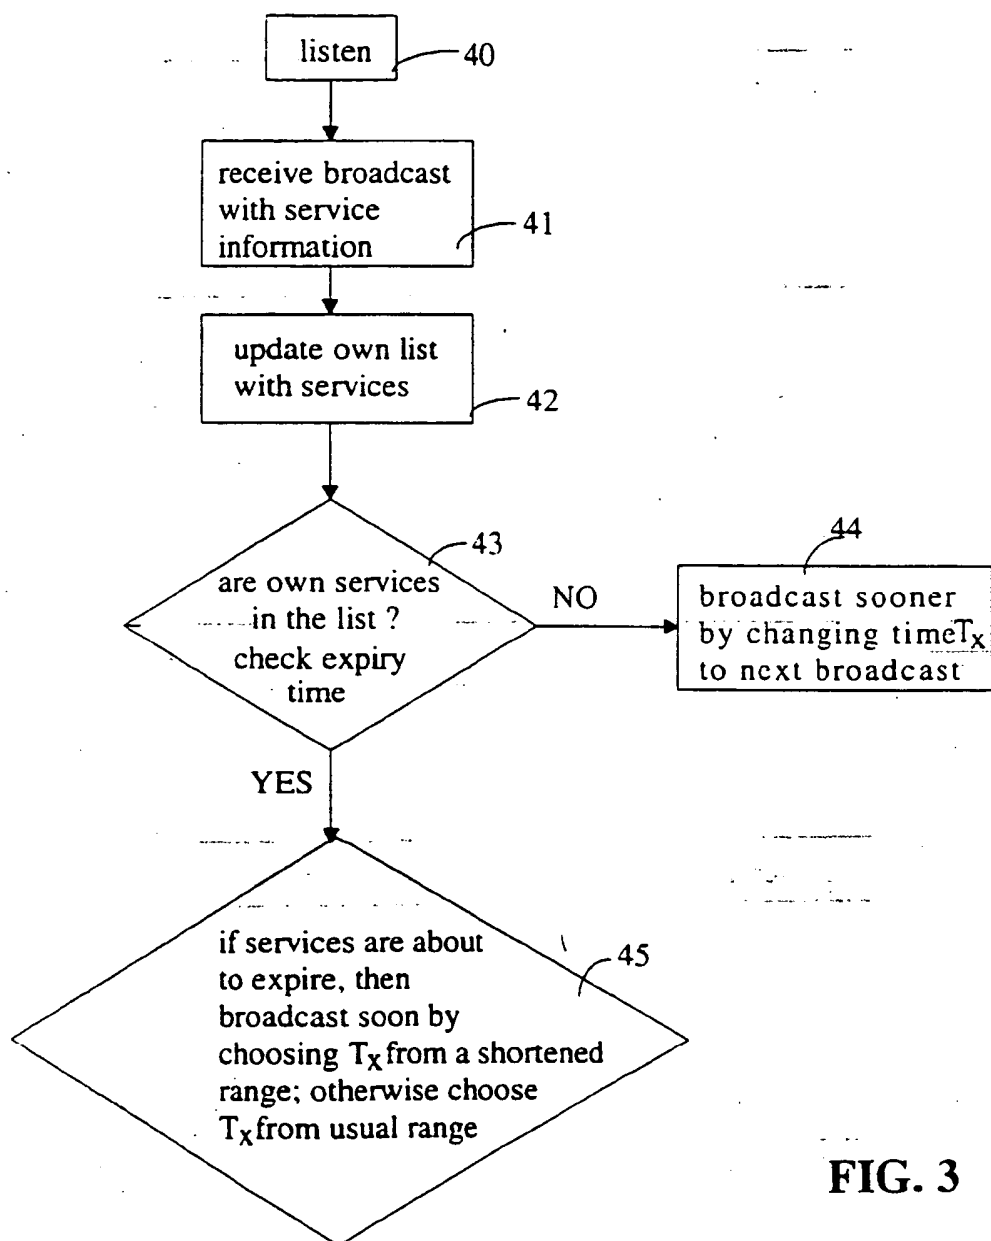 listen
40
receive broadcast
with service
information
41
update own list
with services
42
43
are own services
in the list ?
check expiry
time
NO
44
broadcast sooner
by changing time Tx
to next broadcast
YES
if services are about
to expire, then
broadcast soon by
choosing Tx from a shortened
range; otherwise choose
Tx from usual range
45
FIG. 3